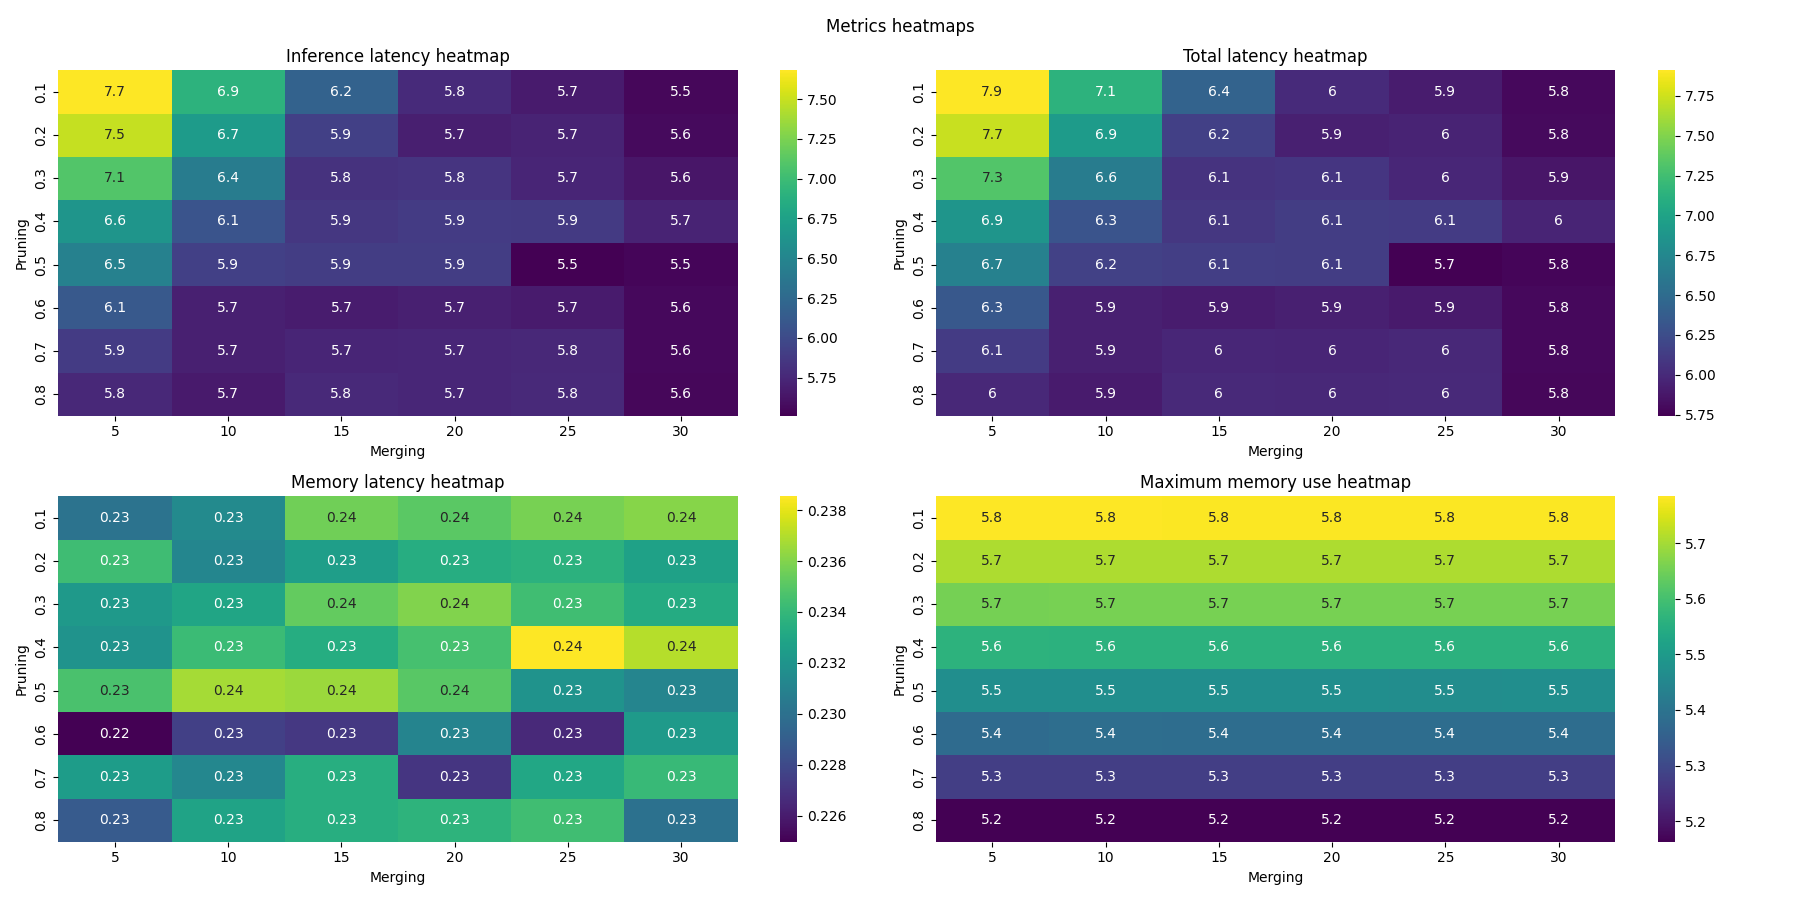 Metrics heatmaps
Inference latency heatmap
0.1 7.7 6.9 6.2 5.8 5.7 5.5
0.2 7.5 6.7 5.9 5.7 5.7 5.6
0.3 7.1 6.4 5.8 5.8 5.7 5.6
0.4 6.6 6.1 5.9 5.9 5.9 5.7
0.5 6.5 5.9 5.9 5.9 5.5 5.5
0.6 6.1 5.7 5.7 5.7 5.7 5.6
0.7 5.9 5.7 5.7 5.7 5.8 5.6
0.8 5.8 5.7 5.8 5.7 5.8 5.6
Pruning
5 10 15 20 25 30
Merging
7.50
7.25
7.00
6.75
6.50
6.25
6.00
5.75
Total latency heatmap
0.1 7.9 7.1 6.4 6 5.9 5.8
0.2 7.7 6.9 6.2 5.9 6 5.8
0.3 7.3 6.6 6.1 6.1 6 5.9
0.4 6.9 6.3 6.1 6.1 6.1 6
0.5 6.7 6.2 6.1 6.1 5.7 5.8
0.6 6.3 5.9 5.9 5.9 5.9 5.8
0.7 6.1 5.9 6 6 6 5.8
0.8 6 5.9 6 6 6 5.8
Pruning
5 10 15 20 25 30
Merging
7.75
7.50
7.25
7.00
6.75
6.50
6.25
6.00
5.75
Memory latency heatmap
0.1 0.23 0.23 0.24 0.24 0.24 0.24
0.2 0.23 0.23 0.23 0.23 0.23 0.23
0.3 0.23 0.23 0.24 0.24 0.23 0.23
0.4 0.23 0.23 0.23 0.23 0.24 0.24
0.5 0.23 0.24 0.24 0.24 0.23 0.23
0.6 0.22 0.23 0.23 0.23 0.23 0.23
0.7 0.23 0.23 0.23 0.23 0.23 0.23
0.8 0.23 0.23 0.23 0.23 0.23 0.23
Pruning
5 10 15 20 25 30
Merging
0.238
0.236
0.234
0.232
0.230
0.228
0.226
Maximum memory use heatmap
0.1 5.8 5.8 5.8 5.8 5.8 5.8
0.2 5.7 5.7 5.7 5.7 5.7 5.7
0.3 5.7 5.7 5.7 5.7 5.7 5.7
0.4 5.6 5.6 5.6 5.6 5.6 5.6
0.5 5.5 5.5 5.5 5.5 5.5 5.5
0.6 5.4 5.4 5.4 5.4 5.4 5.4
0.7 5.3 5.3 5.3 5.3 5.3 5.3
0.8 5.2 5.2 5.2 5.2 5.2 5.2
Pruning
5 10 15 20 25 30
Merging
5.7
5.6
5.5
5.4
5.3
5.2